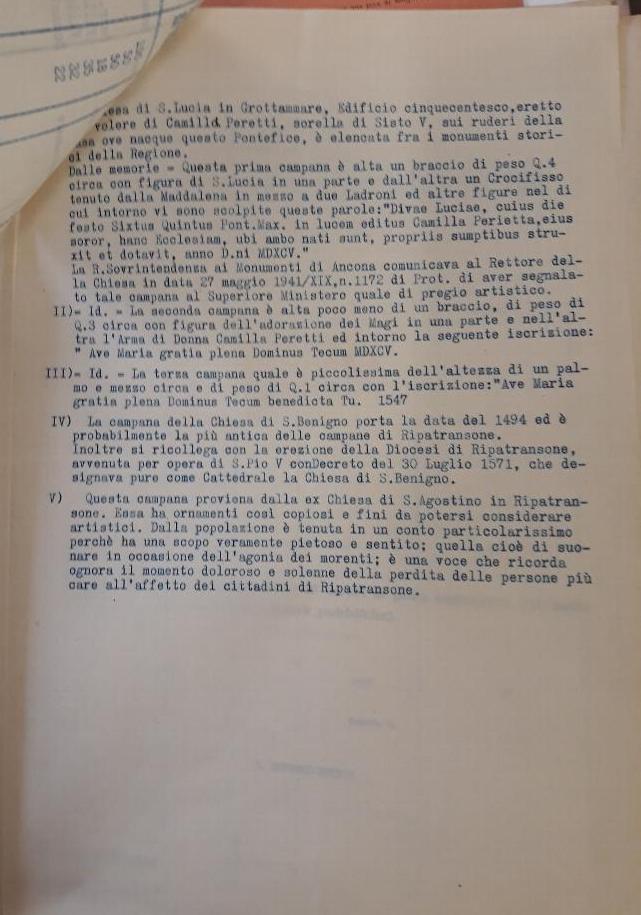 esa di S.Lucia in Grottammare, Edificio cinquecentesco,eretto
volere di Camilla Peretti, sorella di Sisto V, sui ruderi della
ove nacque questo Pontefice, è elencata fra i monumenti stori-
ci della Regione.
Dalle memorie = Questa prima campana è alta un braccio di peso Q.4
circa con figura di S.Lucia in una parte e dall'altra un Crocifisso
tenuto dalla Maddalena in mezzo a due Ladroni ed altre figure nel di
cui intorno vi sono scolpite queste parole:"Divae Luciae, cuius die
festo Sixtus Quintus Pont.Max. in lucem editus Camilla Perietta,eius
soror, hanc Ecclesiam, ubi ambo nati sunt, propriis sumptibus stru-
xit et dotavit, anno D.ni MDXCV."
La R.Sovrintendenza ai Monumenti di Ancona comunicava al Rettore del-
la Chiesa in data 27 maggio 1941/XIX,n.1172 di Prot. di aver segnala-
to tale campana al Superiore Ministero quale di pregio artistico.
II)= Id. = La seconda campana è alta poco meno di un braccio, di peso di
Q.3 circa con figura dell'adorazione dei Magi in una parte e nell'al-
tra l'Arma di Donna Camilla Peretti ed intorno la seguente iscrizione:
" Ave Maria gratia plena Dominus Tecum MDXCV.
III)= Id. = La terza campana quale è piccolissima dell'altezza di un pal-
mo e mezzo circa e di peso di Q.1 circa con l'iscrizione:"Ave Maria
gratia plena Dominus Tecum benedicta Tu. 1547
IV) La campana della Chiesa di S.Benigno porta la data del 1494 ed è
probabilmente la più antica delle campane di Ripatransone.
Inoltre si ricollega con la erezione della Diocesi di Ripatransone,
avvenuta per opera di S.Pio V conDecreto del 30 Luglio 1571, che de-
signava pure come Cattedrale la Chiesa di S.Benigno.
V) Questa campana proviene dalla ex Chiesa di S.Agostino in Ripatran-
sone. Essa ha ornamenti così copiosi e fini da potersi considerare
artistici. Dalla popolazione è tenuta in un conto particolarissimo
perchè ha una scopo veramente pietoso e sentito; quella cioè di suo-
nare in occasione dell'agonia dei morenti; è una voce che ricorda
ognora il momento doloroso e solenne della perdita delle persone più
care all'affetto dei cittadini di Ripatransone.